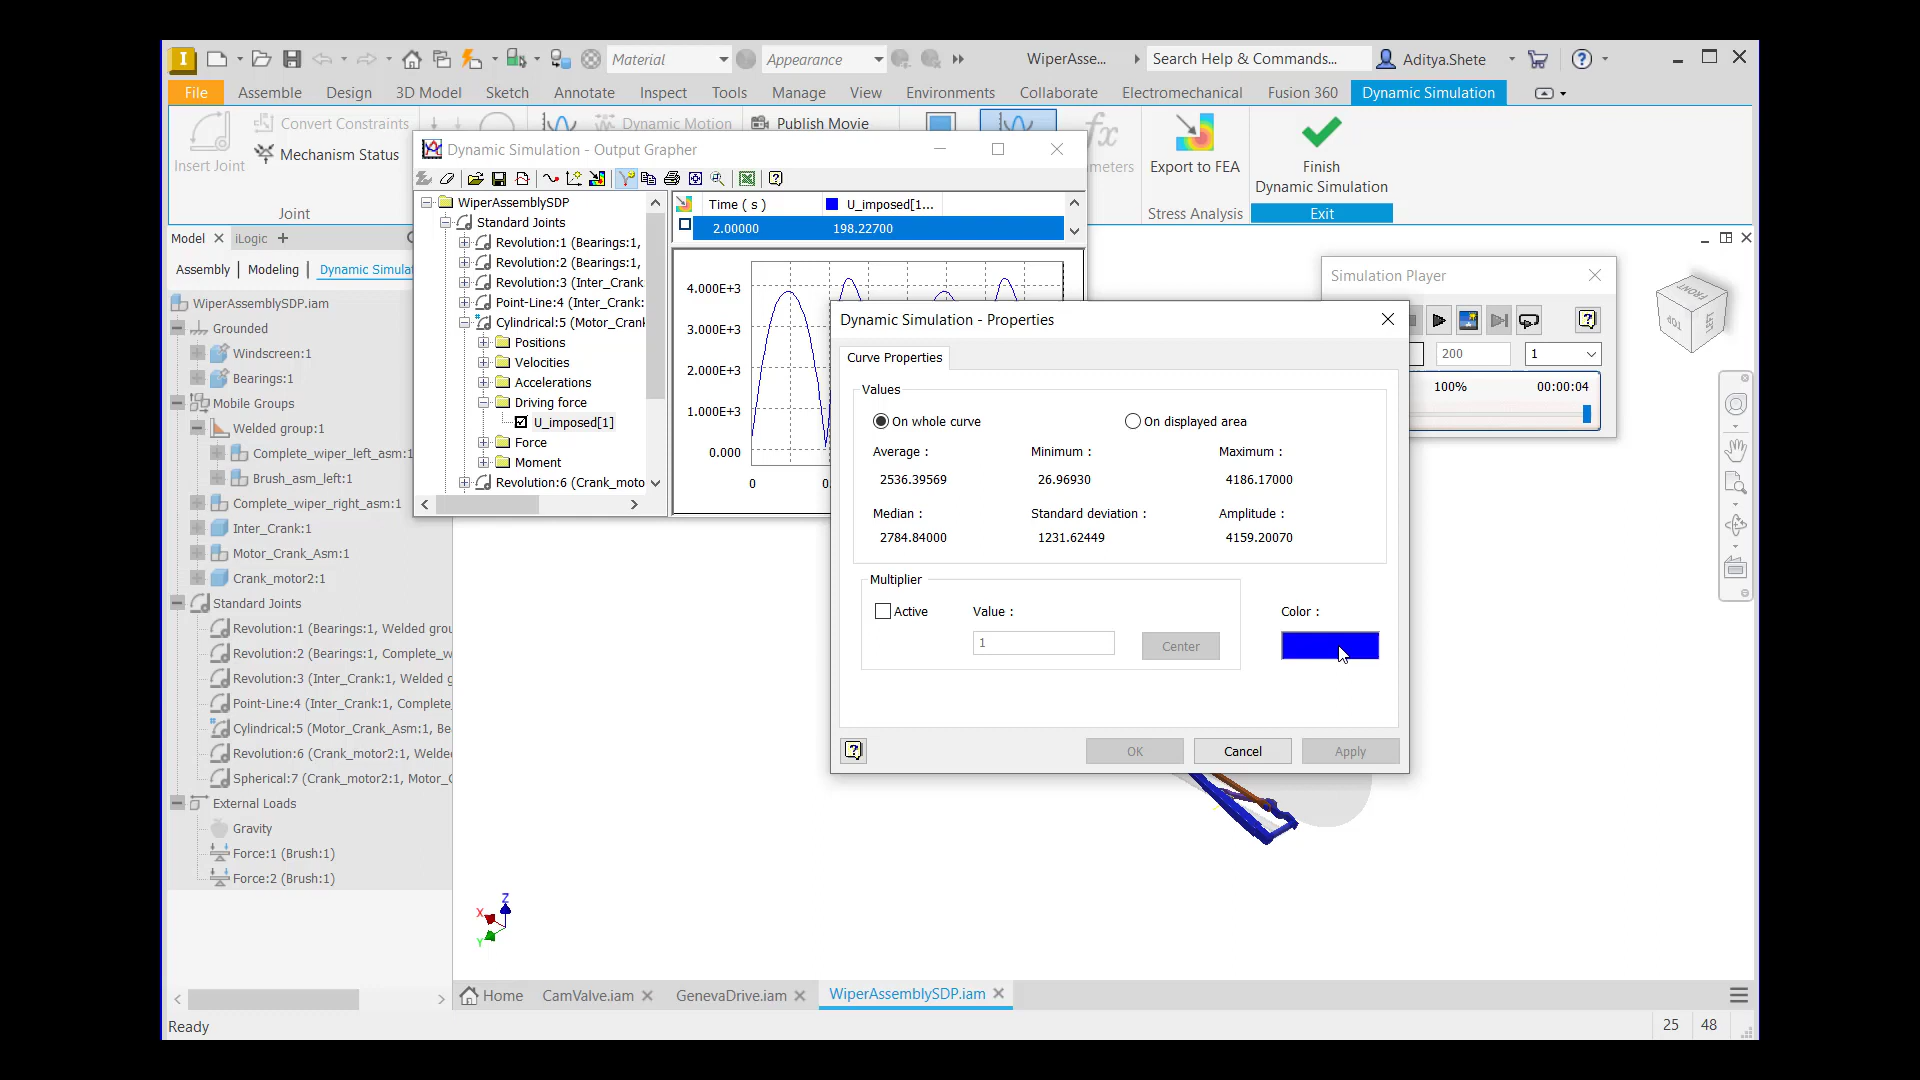 Material
Appearance
WiperAsse...
Search Help & Commands...
Aditya.Shete
File
Assemble
Design
3D Model
Sketch
Annotate
Inspect
Tools
Manage
View
Environments
Collaborate
Electromechanical
Fusion 360
Dynamic Simulation
Insert Joint
Convert Constraints
Mechanism Status
Joint
Dynamic Motion
Publish Movie
Export to FEA
Stress Analysis
Finish
Dynamic Simulation
Exit
Dynamic Simulation - Output Grapher
WiperAssemblySDP
Standard Joints
Revolution:1 (Bearings:1,
Revolution:2 (Bearings:1,
Revolution:3 (Inter_Crank
Point-Line:4 (Inter_Crank:
Cylindrical:5 (Motor_Crank
Positions
Velocities
Accelerations
Driving force
U_imposed[1]
Force
Moment
Revolution:6 (Crank_moto
Time ( s )
U_imposed[1...
2.00000
198.22700
4.000E+3
3.000E+3
2.000E+3
1.000E+3
0.000
0
Model
iLogic
Assembly
Modeling
Dynamic Simula
WiperAssemblySDP.iam
Grounded
Windscreen:1
Bearings:1
Mobile Groups
Welded group:1
Complete_wiper_left_asm:1
Brush_asm_left:1
Complete_wiper_right_asm:1
Inter_Crank:1
Motor_Crank_Asm:1
Crank_motor2:1
Standard Joints
Revolution:1 (Bearings:1, Welded grou
Revolution:2 (Bearings:1, Complete_w
Revolution:3 (Inter_Crank:1, Welded g
Point-Line:4 (Inter_Crank:1, Complete
Cylindrical:5 (Motor_Crank_Asm:1, Be
Revolution:6 (Crank_motor2:1, Welde
Spherical:7 (Crank_motor2:1, Motor_C
External Loads
Gravity
Force:1 (Brush:1)
Force:2 (Brush:1)
Dynamic Simulation - Properties
Curve Properties
Values
On whole curve
On displayed area
Average :
Minimum :
Maximum :
2536.39569
26.96930
4186.17000
Median :
Standard deviation :
Amplitude :
2784.84000
1231.62449
4159.20070
Multiplier
Active
Value :
1
Center
Color :
OK
Cancel
Apply
Simulation Player
200
1
100%
00:00:04
FRONT
TOP
Z
X
Y
Home
CamValve.iam
GenevaDrive.iam
WiperAssemblySDP.iam
Ready
25
48